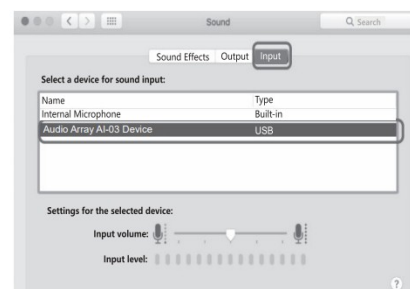 Sound
Search
Sound Effects Output Input
Select a device for sound input:
Name Type
Internal Microphone Built-in
Audio Array AI-03 Device USB
Settings for the selected device:
Input volume:
Input level:
?